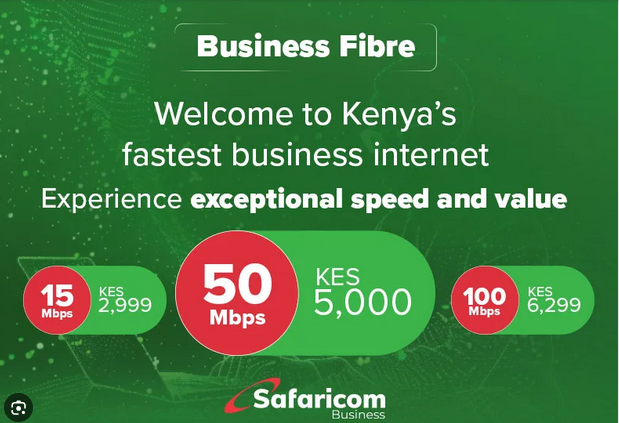 Business Fibre
Welcome to Kenya’s
fastest business internet
Experience exceptional speed and value
15
Mbps
KES
2,999
50
Mbps
KES
5,000
100
Mbps
KES
6,299
Safaricom
Business